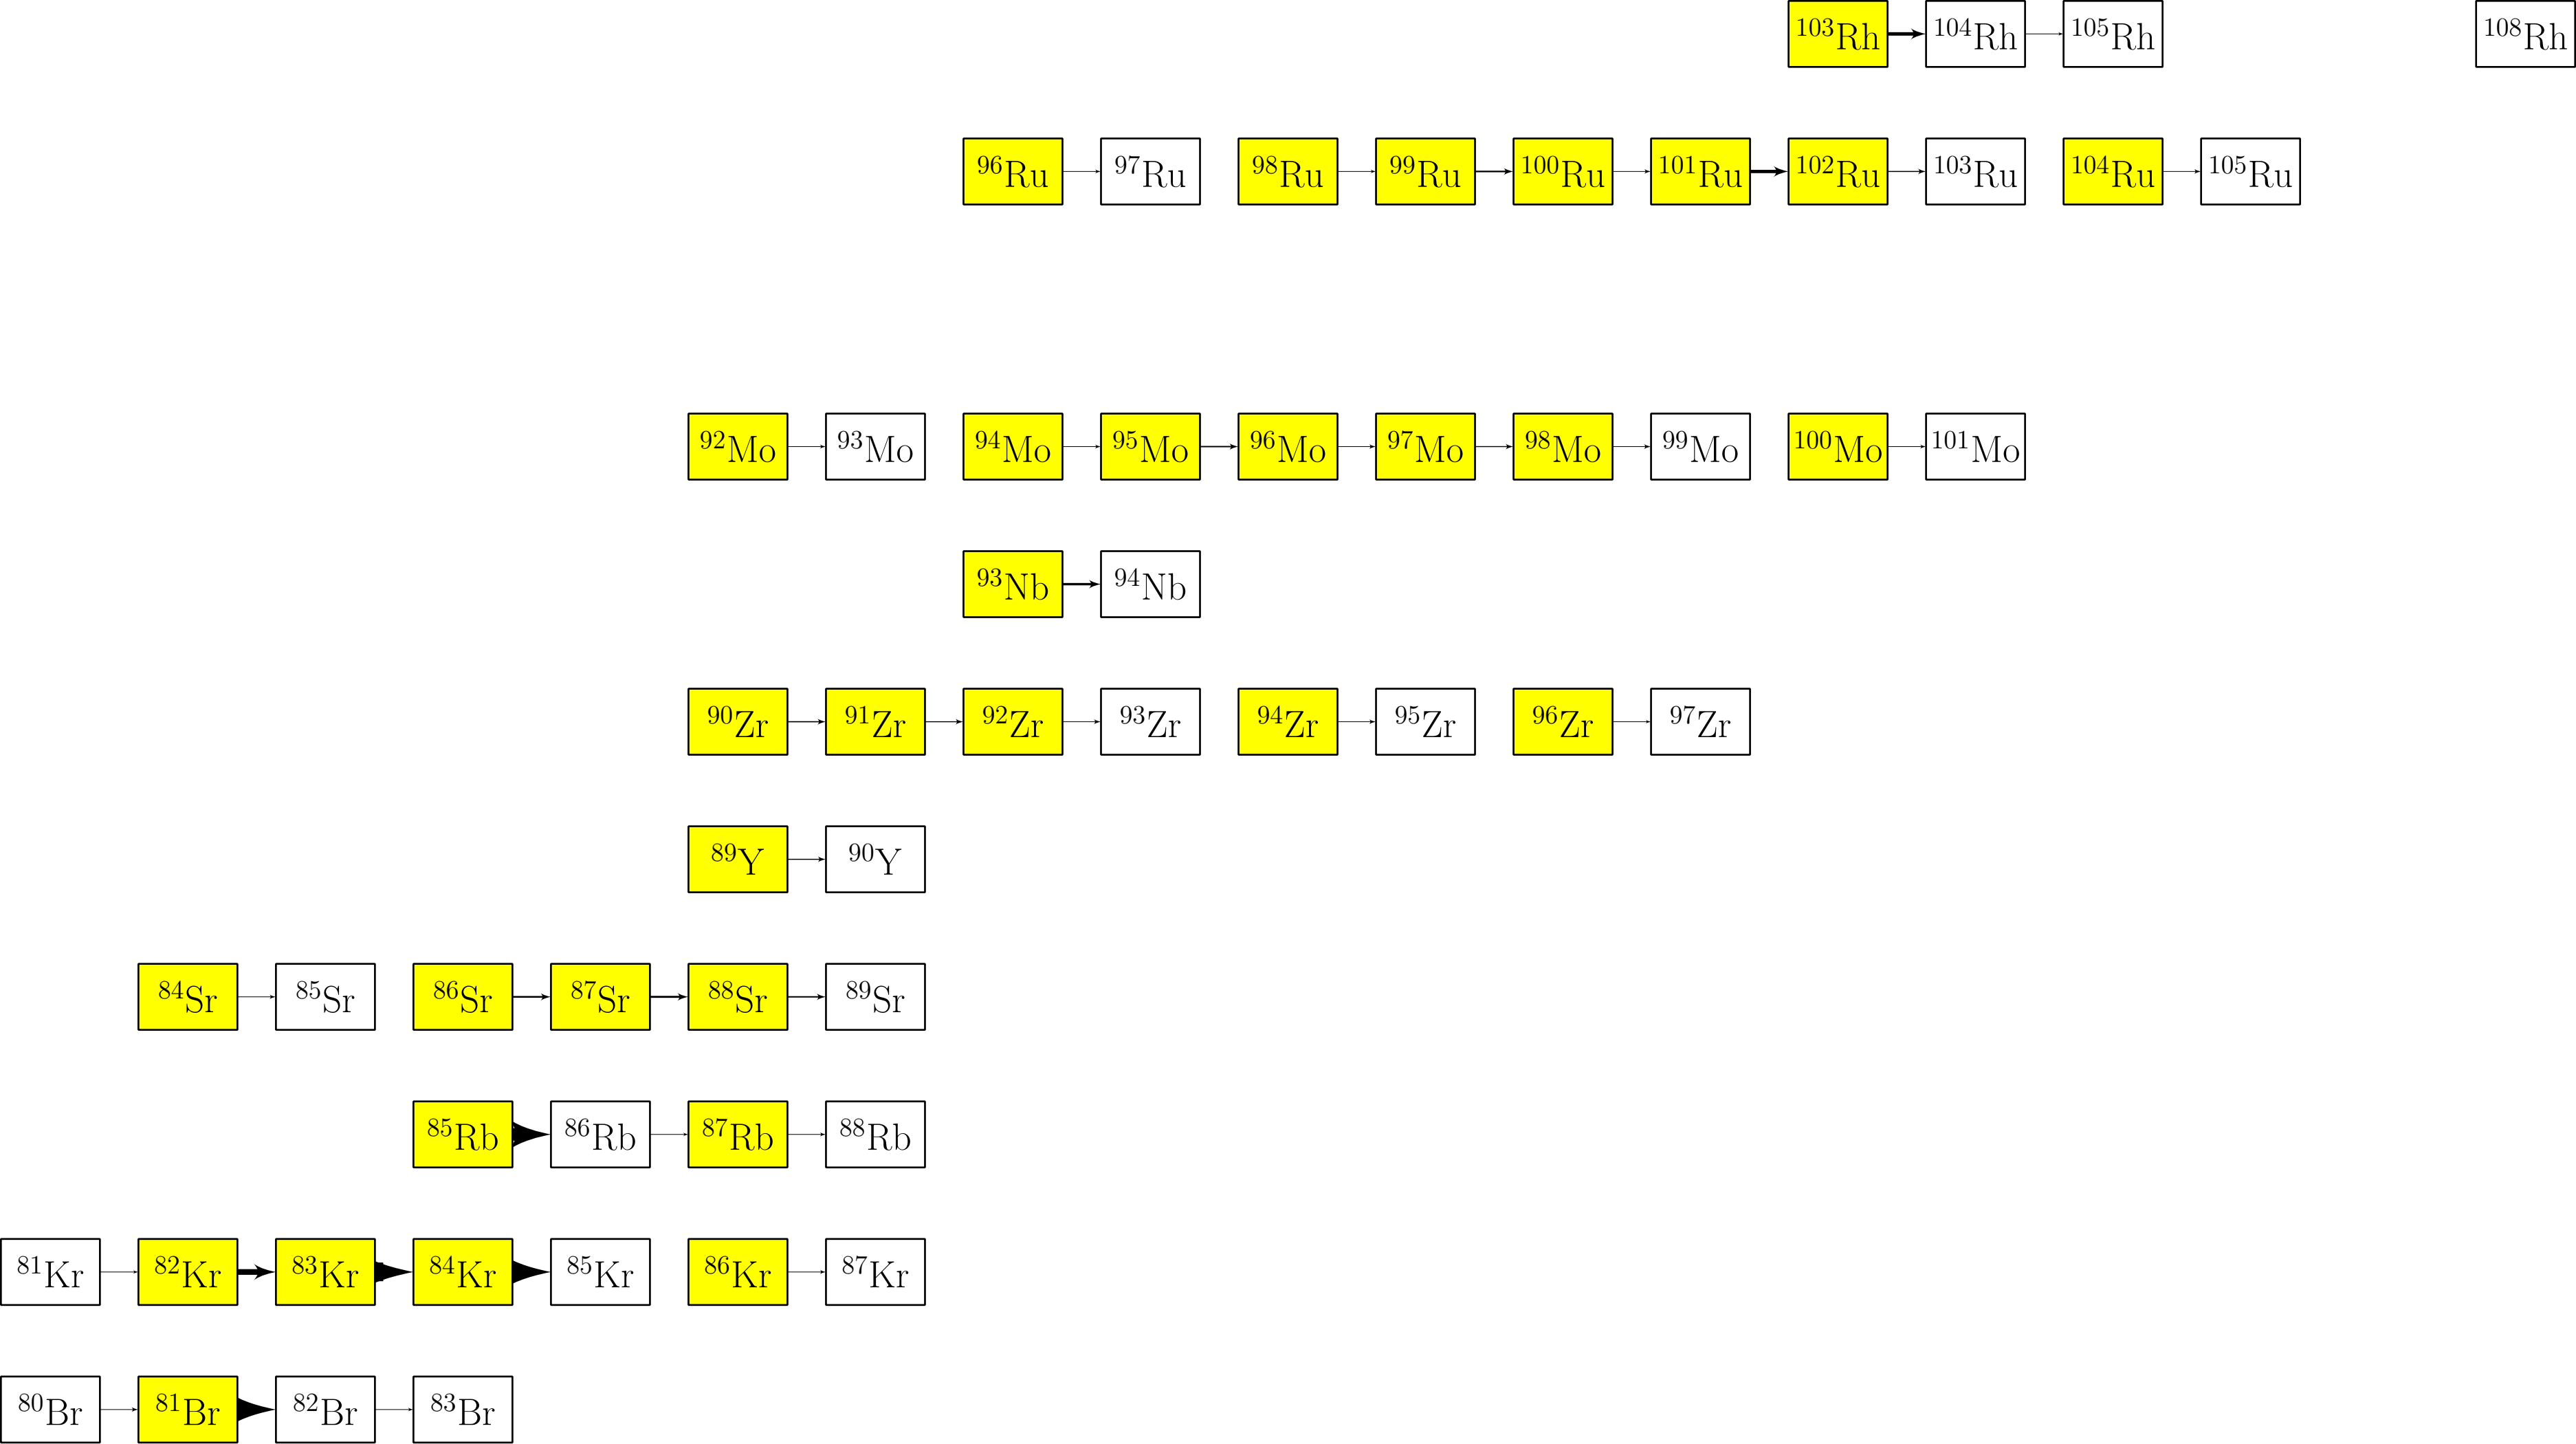 ¹⁰³Rh ¹⁰⁴Rh ¹⁰⁵Rh ¹⁰⁸Rh
⁹⁶Ru ⁹⁷Ru ⁹⁸Ru ⁹⁹Ru ¹⁰⁰Ru ¹⁰¹Ru ¹⁰²Ru ¹⁰³Ru ¹⁰⁴Ru ¹⁰⁵Ru
⁹²Mo ⁹³Mo ⁹⁴Mo ⁹⁵Mo ⁹⁶Mo ⁹⁷Mo ⁹⁸Mo ⁹⁹Mo ¹⁰⁰Mo ¹⁰¹Mo
⁹³Nb ⁹⁴Nb
⁹⁰Zr ⁹¹Zr ⁹²Zr ⁹³Zr ⁹⁴Zr ⁹⁵Zr ⁹⁶Zr ⁹⁷Zr
⁸⁹Y ⁹⁰Y
⁸⁴Sr ⁸⁵Sr ⁸⁶Sr ⁸⁷Sr ⁸⁸Sr ⁸⁹Sr
⁸⁵Rb ⁸⁶Rb ⁸⁷Rb ⁸⁸Rb
⁸¹Kr ⁸²Kr ⁸³Kr ⁸⁴Kr ⁸⁵Kr ⁸⁶Kr ⁸⁷Kr
⁸⁰Br ⁸¹Br ⁸²Br ⁸³Br